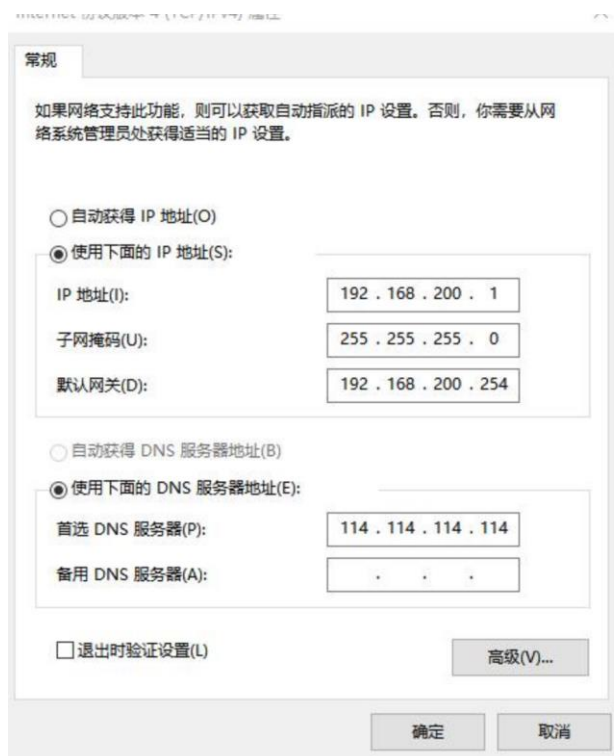 常规
如果网络支持此功能，则可以获取自动指派的 IP 设置。否则，你需要从网
络系统管理员处获得适当的 IP 设置。
自动获得 IP 地址(O)
使用下面的 IP 地址(S):
IP 地址(I): 192 . 168 . 200 . 1
子网掩码(U): 255 . 255 . 255 . 0
默认网关(D): 192 . 168 . 200 . 254
自动获得 DNS 服务器地址(B)
使用下面的 DNS 服务器地址(E):
首选 DNS 服务器(P): 114 . 114 . 114 . 114
备用 DNS 服务器(A): . . .
退出时验证设置(L)
高级(V)...
确定 取消